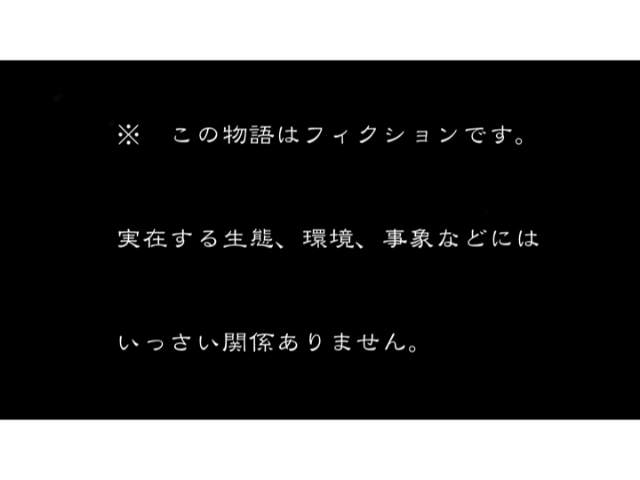 ※　この物語はフィクションです。
実在する生態、環境、事象などには
いっさい関係ありません。